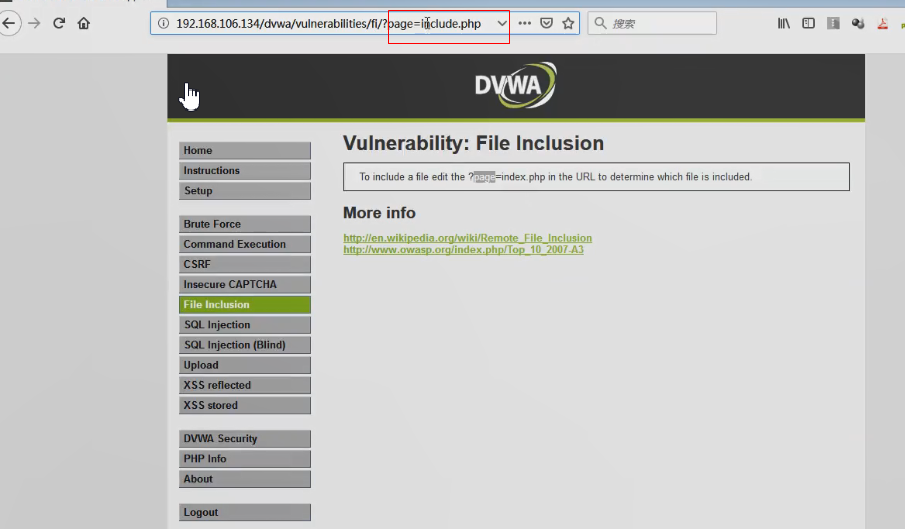 192.168.106.134/dvwa/vulnerabilities/fi/?page=include.php
搜索
DVWA
Home
Instructions
Setup
Brute Force
Command Execution
CSRF
Insecure CAPTCHA
File Inclusion
SQL Injection
SQL Injection (Blind)
Upload
XSS reflected
XSS stored
DVWA Security
PHP Info
About
Logout
Vulnerability: File Inclusion
To include a file edit the ?page=index.php in the URL to determine which file is included.
More info
http://en.wikipedia.org/wiki/Remote_File_Inclusion
http://www.owasp.org/index.php/Top_10_2007-A3